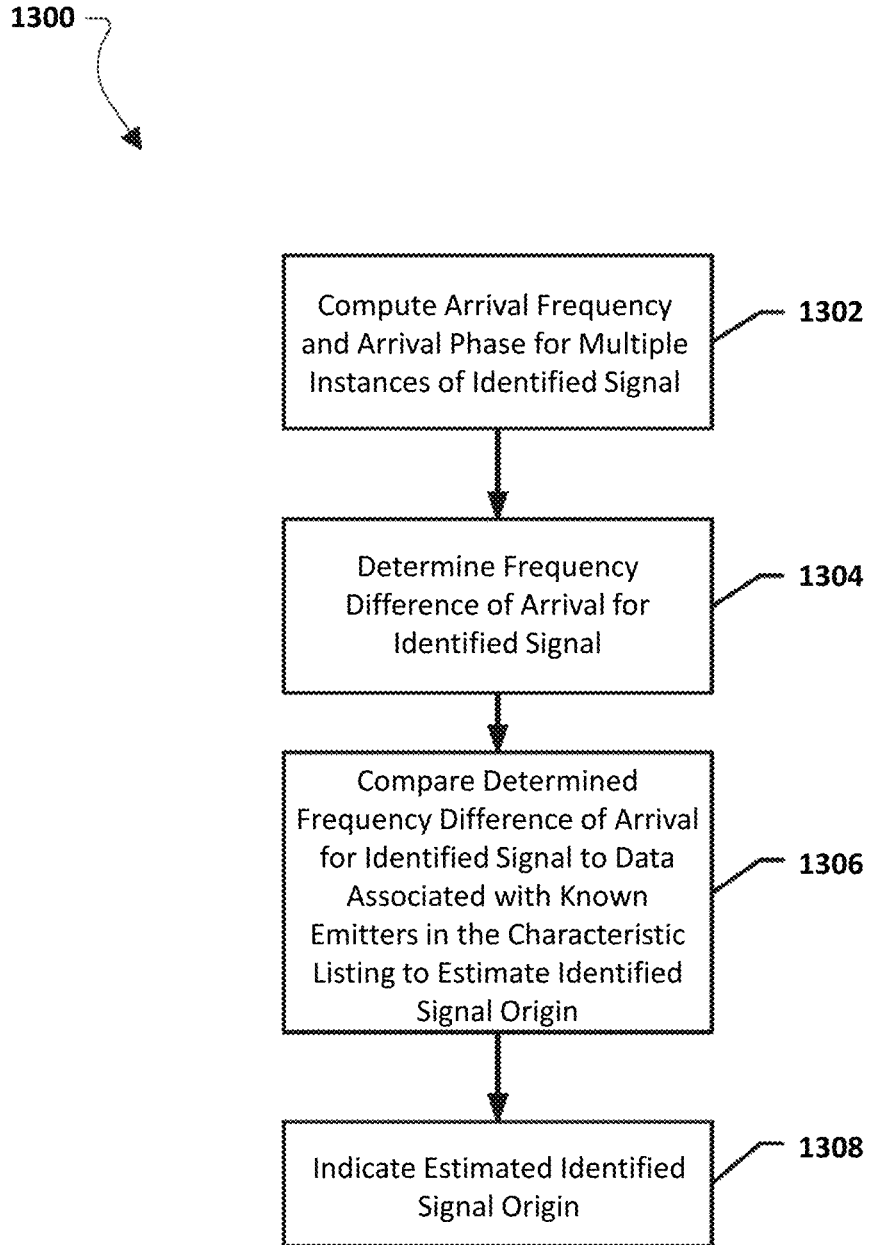 1300
Compute Arrival Frequency
and Arrival Phase for Multiple
Instances of Identified Signal
1302
Determine Frequency
Difference of Arrival for
Identified Signal
1304
Compare Determined
Frequency Difference of Arrival
for Identified Signal to Data
Associated with Known
Emitters in the Characteristic
Listing to Estimate Identified
Signal Origin
1306
Indicate Estimated Identified
Signal Origin
1308